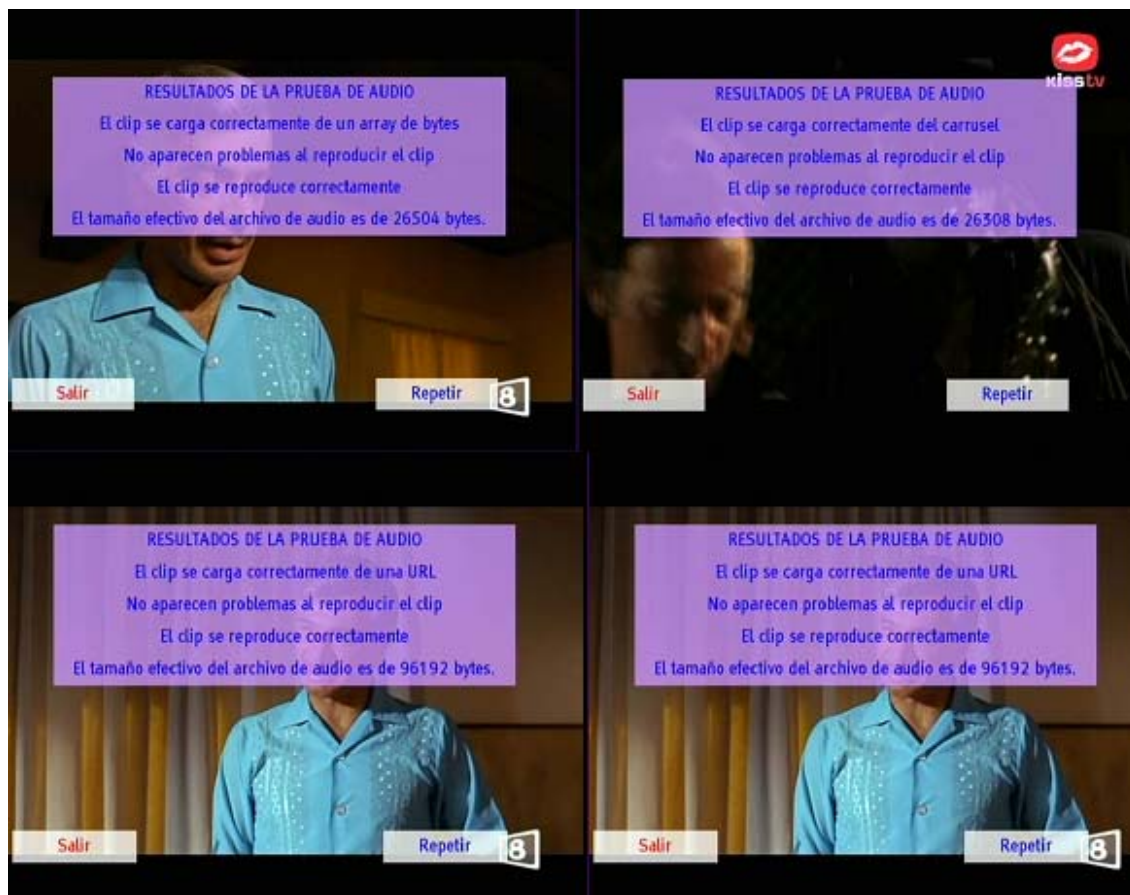 RESULTADOS DE LA PRUEBA DE AUDIO
El clip se carga correctamente de un array de bytes
No aparecen problemas al reproducir el clip
El clip se reproduce correctamente
El tamaño efectivo del archivo de audio es de 26504 bytes.
Salir
Repetir
8
kisstv
RESULTADOS DE LA PRUEBA DE AUDIO
El clip se carga correctamente del carrusel
No aparecen problemas al reproducir el clip
El clip se reproduce correctamente
El tamaño efectivo del archivo de audio es de 26308 bytes.
Salir
Repetir
RESULTADOS DE LA PRUEBA DE AUDIO
El clip se carga correctamente de una URL
No aparecen problemas al reproducir el clip
El clip se reproduce correctamente
El tamaño efectivo del archivo de audio es de 96192 bytes.
Salir
Repetir
8
RESULTADOS DE LA PRUEBA DE AUDIO
El clip se carga correctamente de una URL
No aparecen problemas al reproducir el clip
El clip se reproduce correctamente
El tamaño efectivo del archivo de audio es de 96192 bytes.
Salir
Repetir
8